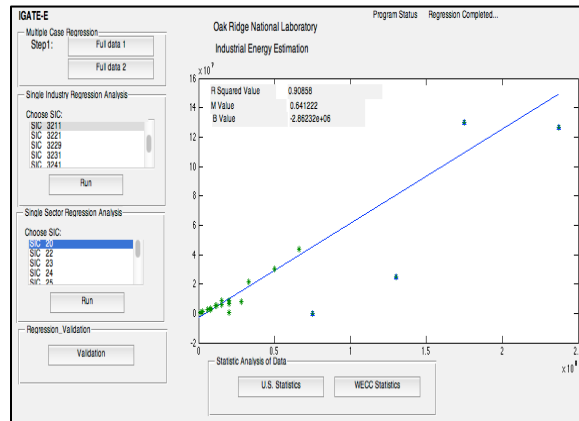 IGATE-E
Program Status Regression Completed...
Oak Ridge National Laboratory
Industrial Energy Estimation
Multiple Case Regression
Step1:
Full data 1
Full data 2
Single Industry Regression Analysis
Choose SIC:
SIC 3211
SIC 3221
SIC 3229
SIC 3231
SIC 3241
Run
Single Sector Regression Analysis
Choose SIC:
SIC 20
SIC 22
SIC 23
SIC 24
SIC 25
Run
Regression_Validation
Validation
x 10⁷
R Squared Value 0.90858
M Value 0.641222
B Value -2.86232e+06
16
14
12
10
8
6
4
2
0
-2
0 0.5 1 1.5 2 2.
x 10⁸
Statistic Analysis of Data
U.S. Statistics
WECC Statistics